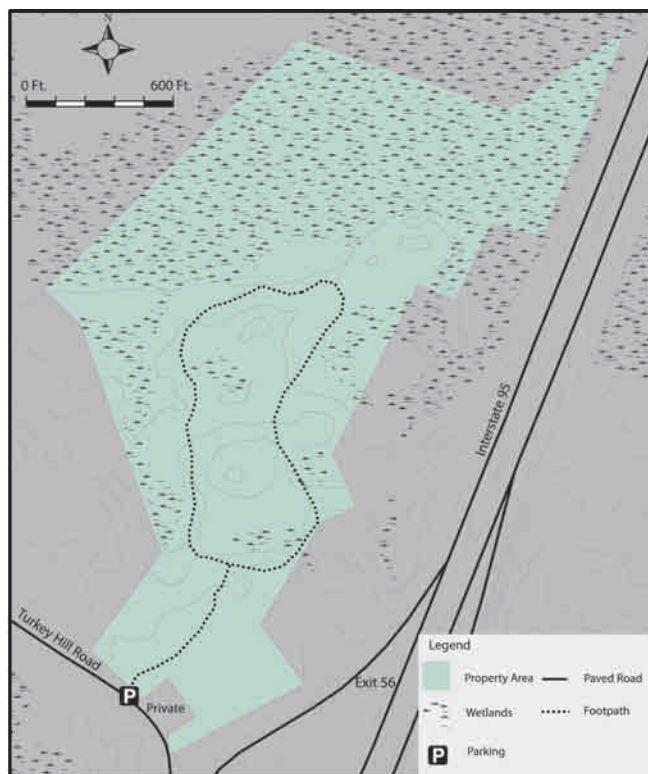 N
0 Ft.
600 Ft.
Interstate 95
Turkey Hill Road
P
Private
Exit 56
Legend
Property Area
Paved Road
Wetlands
Footpath
P
Parking